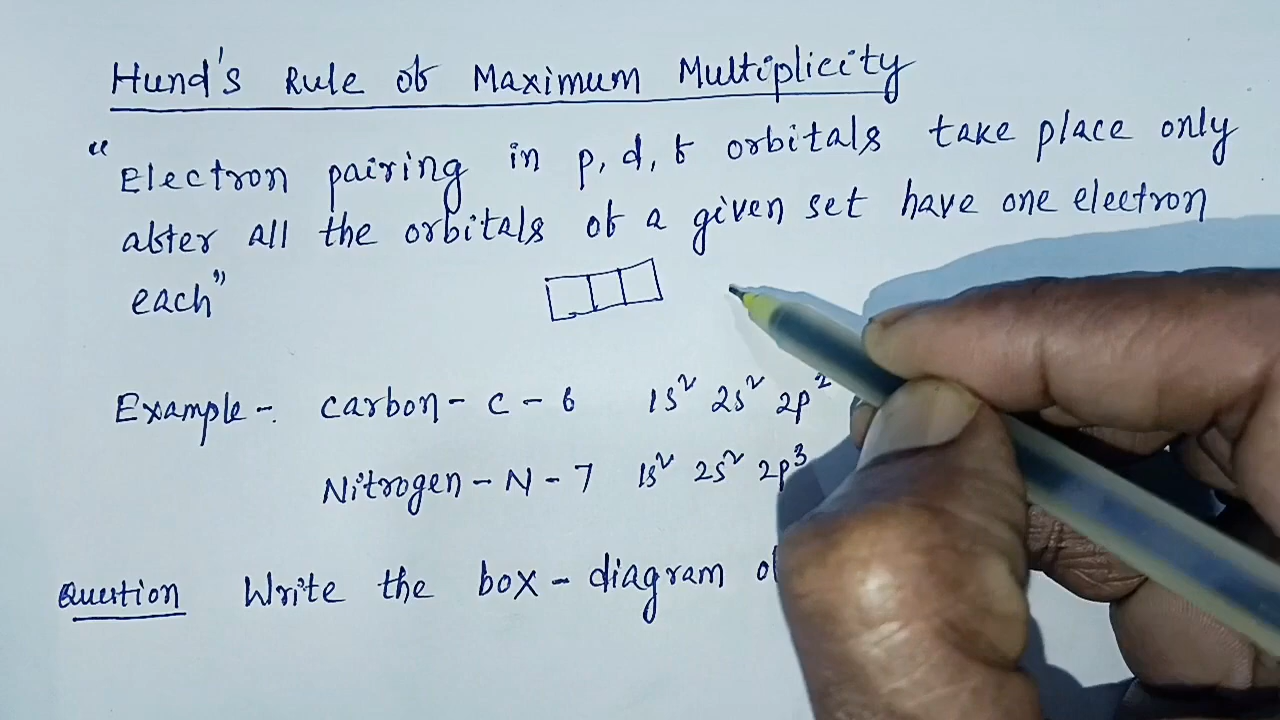 Hund's Rule of Maximum Multiplicity
"Electron pairing in p, d, f orbitals take place only
after all the orbitals of a given set have one electron
each"
Example -. Carbon - C - 6 1s² 2s² 2p²
Nitrogen - N - 7 1s² 2s² 2p³
Question Write the box - diagram